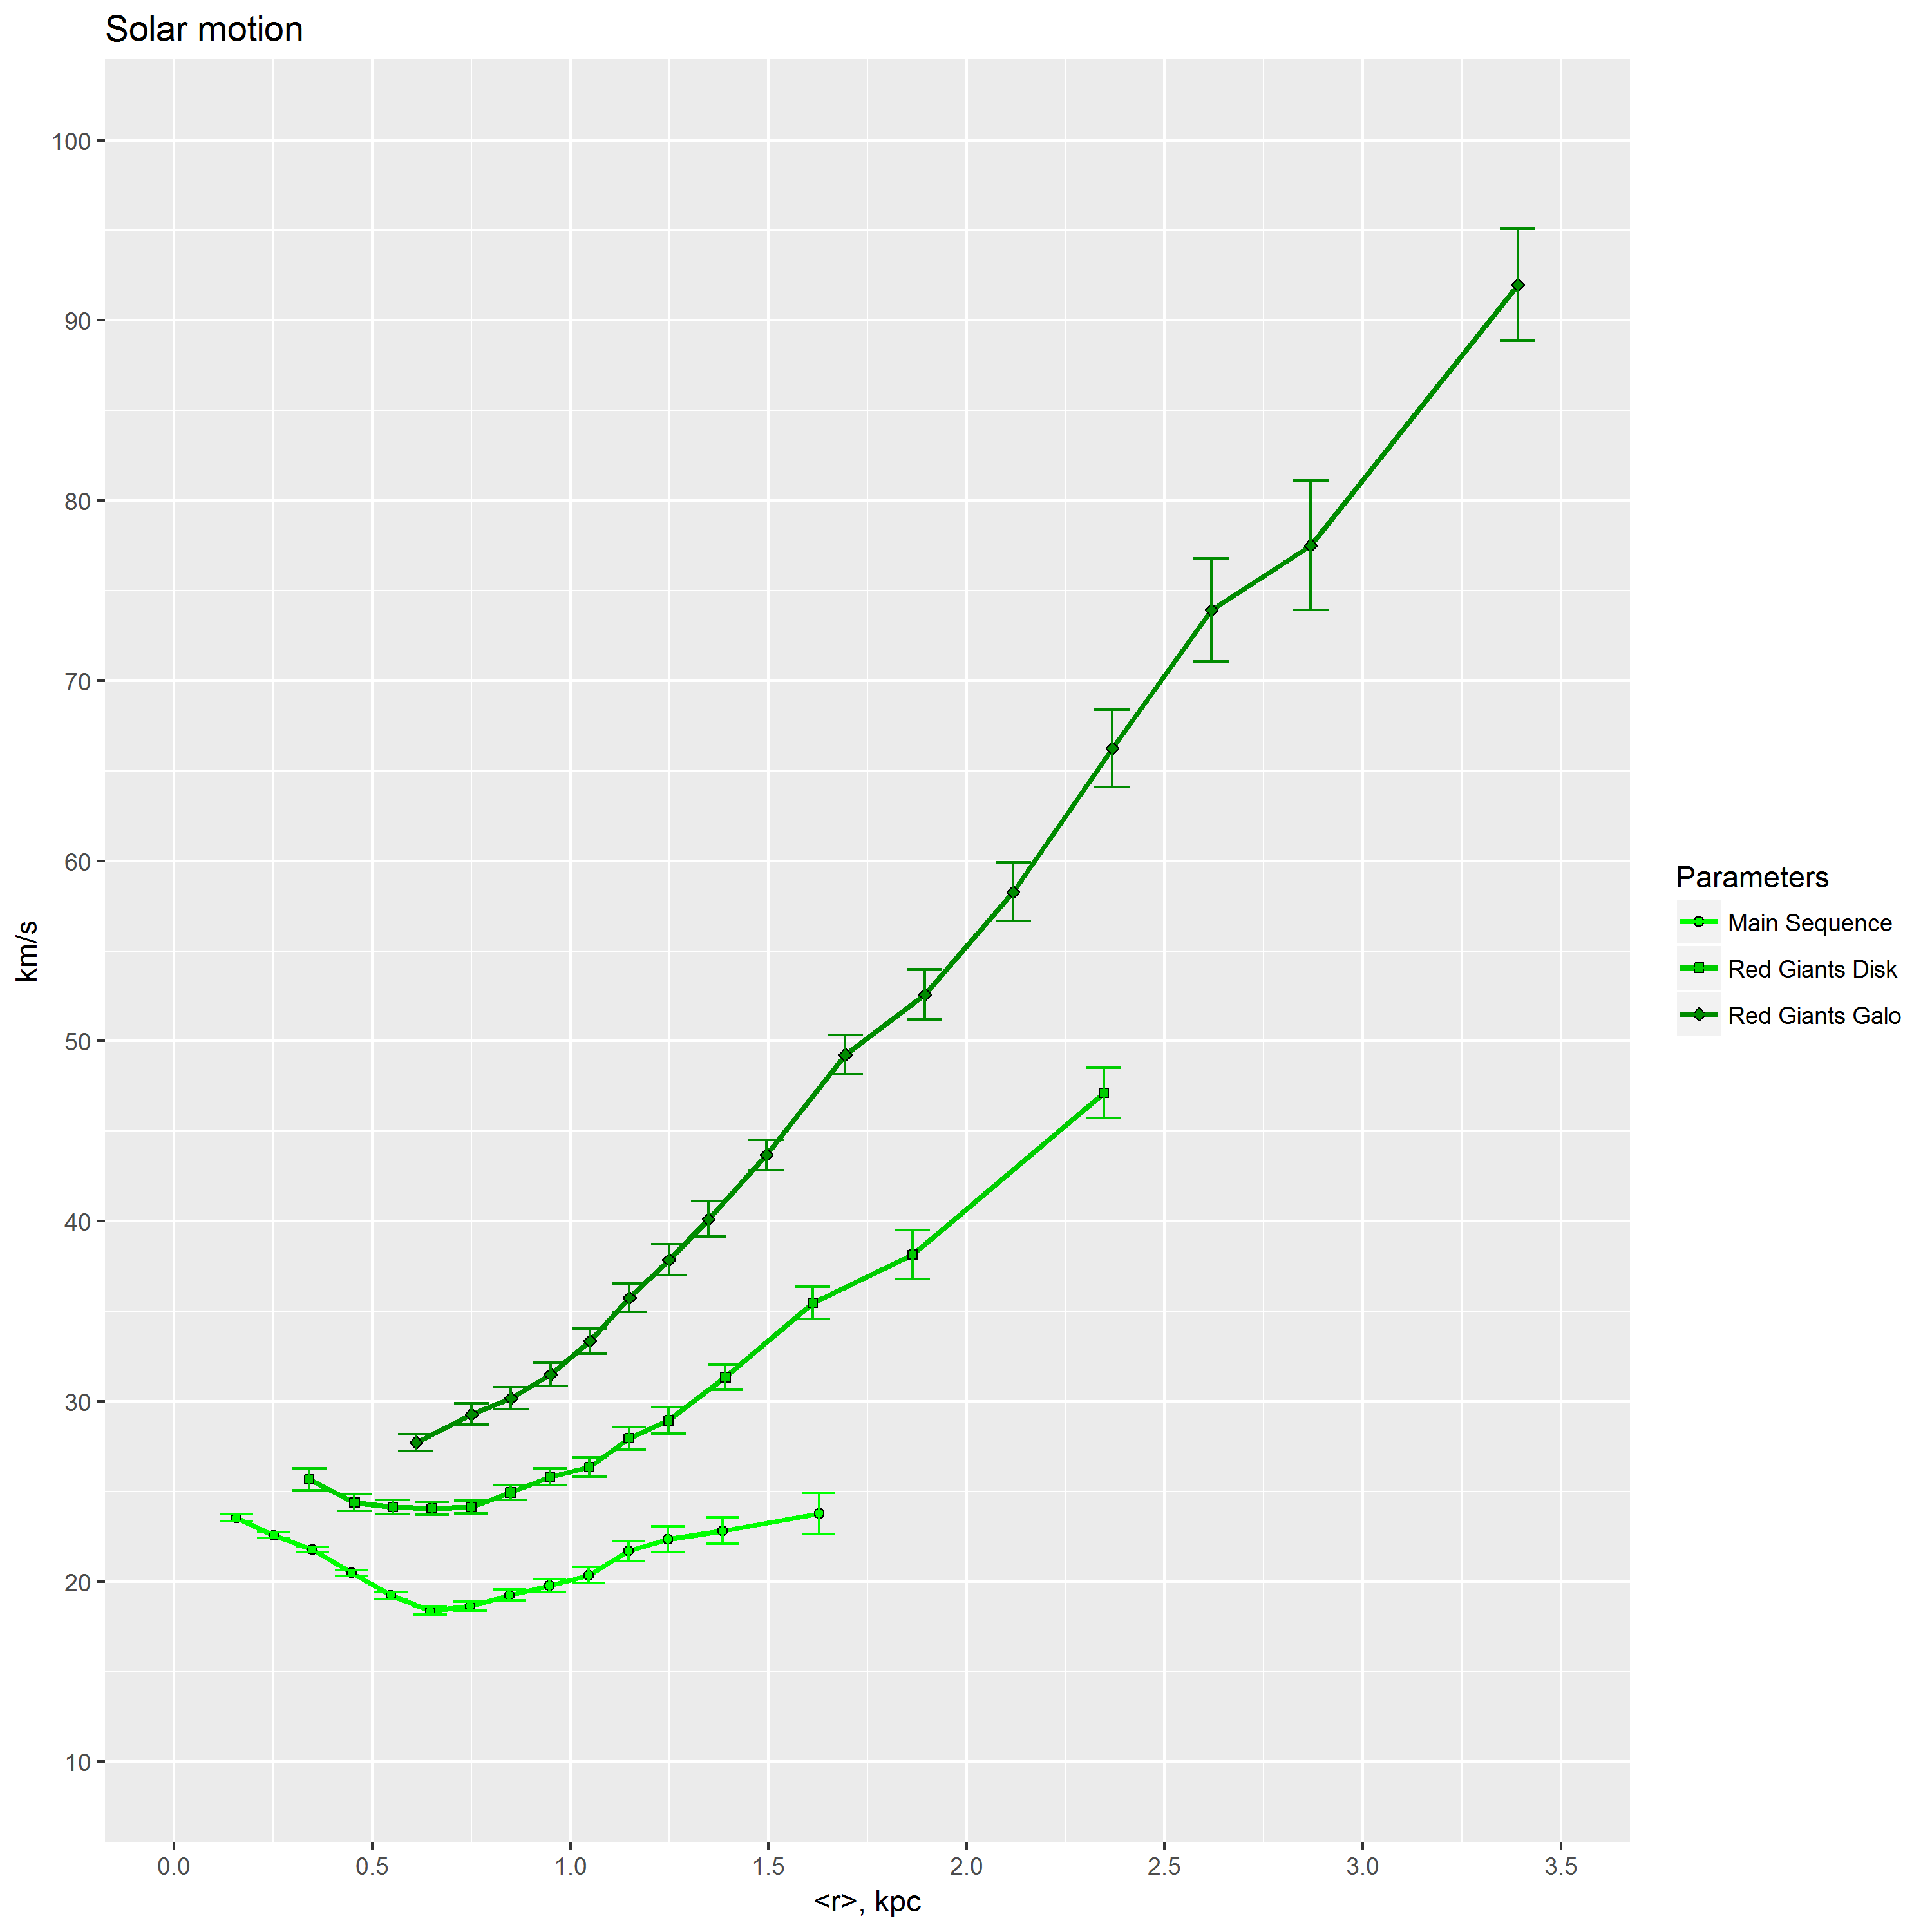 Solar motion
100
90
80
70
60
50
40
30
20
10
km/s
0.0 0.5 1.0 1.5 2.0 2.5 3.0 3.5
<r>, kpc
Parameters
Main Sequence
Red Giants Disk
Red Giants Galo